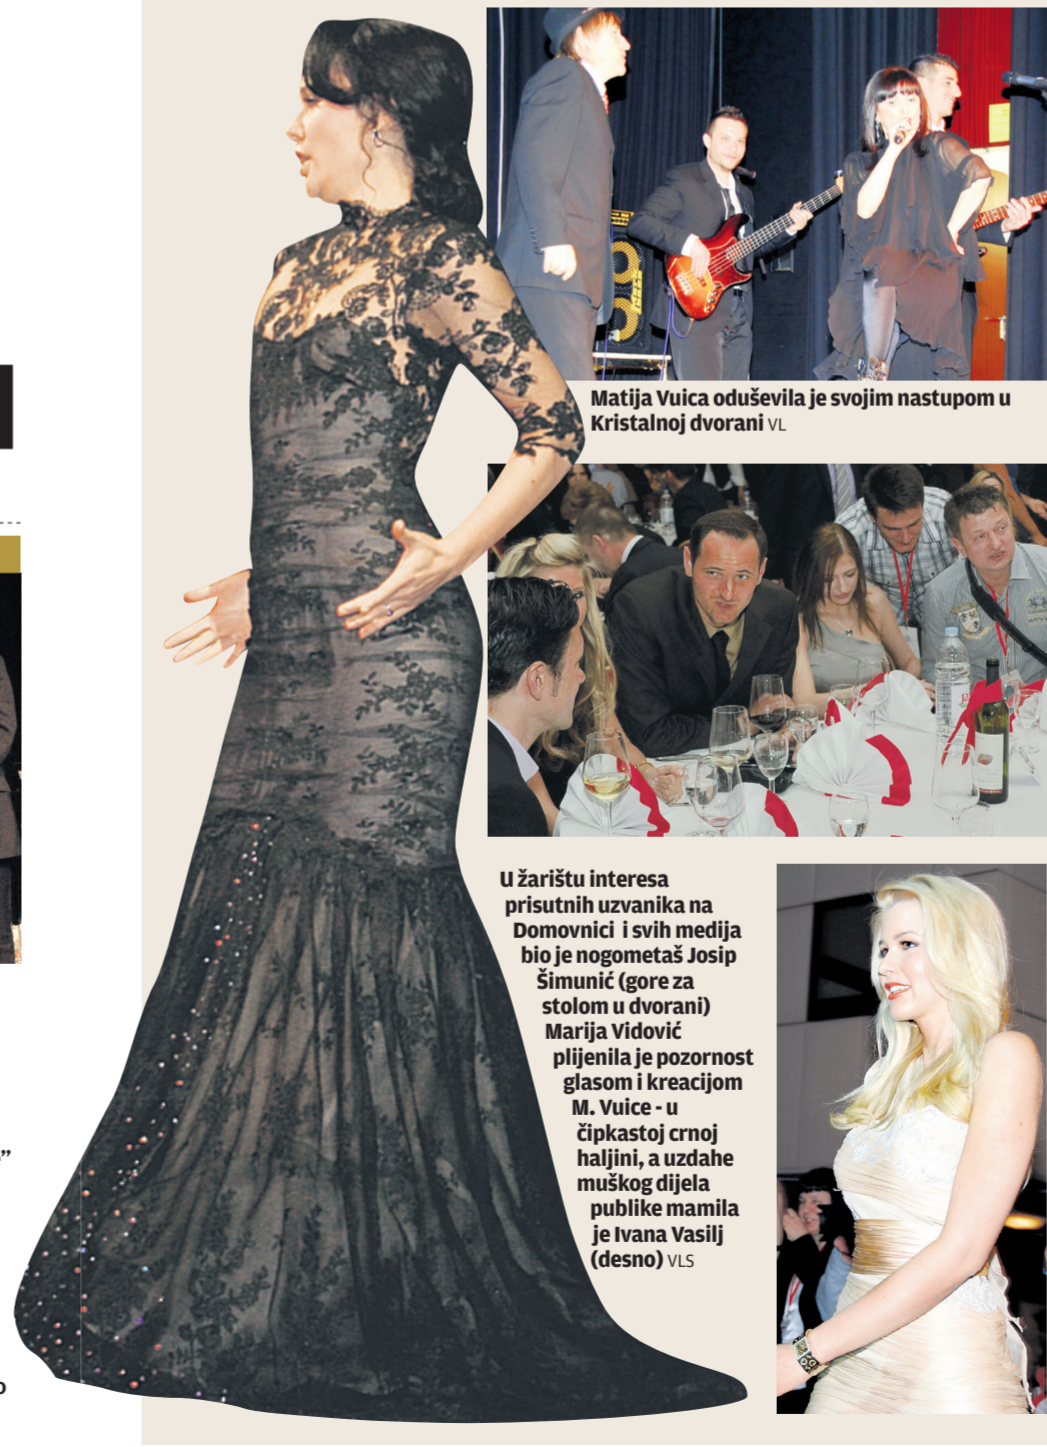 Matija Vuica oduševila je svojim nastupom u
Kristalnoj dvorani VL
U žarištu interesa
prisutnih uzvanika na
Domovnici i svih medija
bio je nogometaš Josip
Šimunić (gore za
stolom u dvorani)
Marija Vidović
plijenila je pozornost
glasom i kreacijom
M. Vuice - u
čipkastoj crnoj
haljini, a uzdahe
muškog dijela
publike mamila
je Ivana Vasilj
(desno) VLS